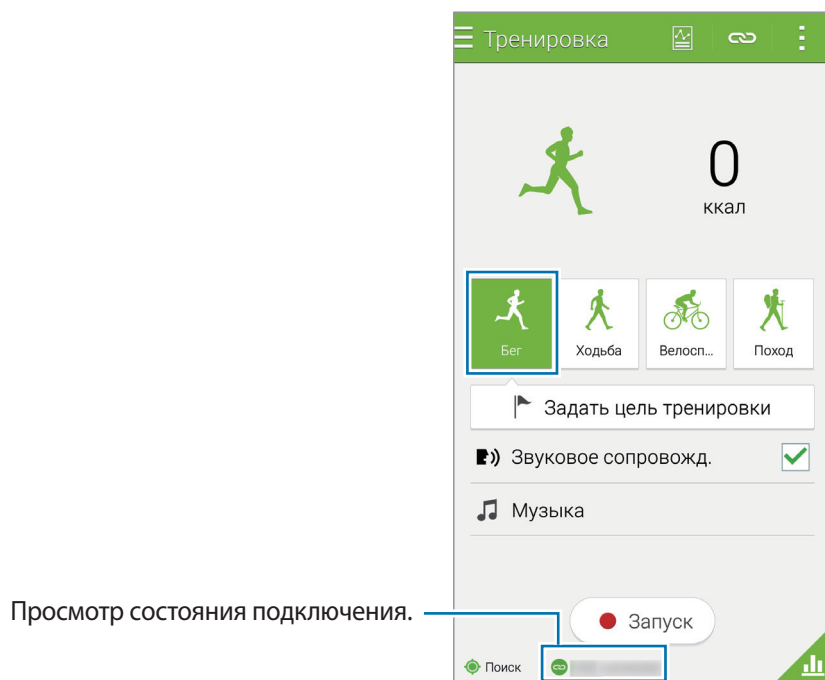 Тренировка
0
ккал
Бег
Ходьба
Велосп...
Поход
Задать цель тренировки
Звуковое сопровожд.
Музыка
Просмотр состояния подключения.
Запуск
Поиск